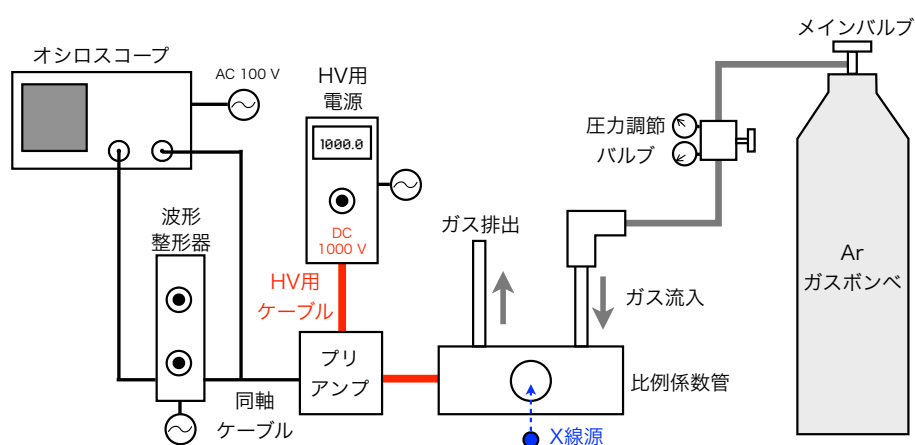 メインバルブ
オシロスコープ
AC 100 V
HV用
電源
1000.0
圧力調節
バルブ
波形
整形器
DC
1000 V
ガス排出
HV用
ケーブル
ガス流入
Ar
ガスボンベ
プリ
アンプ
同軸
ケーブル
比例係数管
X線源